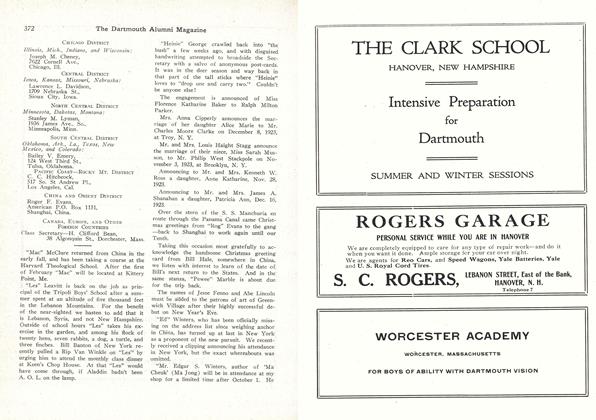 372 The Dartmouth Alumni Magazine
CHICAGO DISTRICT
Illinois, Mich., Indiana, and Wisconsin:
Joseph M. Cheney,
7622 Cornell Ave.,
Chicago, Ill.
CENTRAL DISTRICT
Iowa, Kansas, Missouri, Nebraska:
Lawrence L. Davidson,
1709 Nebraska St.,
Sioux City, Iowa.
NORTH CENTRAL DISTRICT
Minnesota, Dakotas, Montana:
Stanley M. Lyman,
1936 James Ave., So.,
Minneapolis, Minn.
SOUTH CENTRAL DISTRICT
Oklahoma, Ark., La., Texas, New
Mexico, and Colorado:
Bailey V. Emery,
124 West Third St.,
Tulsa, Oklahoma.
PACIFIC COAST—ROCKY MT. DISTRICT
C. C. Hitchcock,
517 So. St. Andrew Pl.,
Los Angeles, Cal.
CHINA AND ORIENT DISTRICT
Roger F. Evans,
American P.O. Box 1131,
Shanghai, China.
CANADA, EUROPE, AND OTHER
FOREIGN COUNTRIES
Class Secretary—H. Clifford Bean,
38 Algonquin St., Dorchester, Mass.
"Mac" McClure returned from China in the
early fall, and has been taking a course at the
Harvard Theological School. After the first
of February "Mac" will be located at Kittery
Point, Me.
"Les" Leavitt is back on the job as prin-
cipal of the Tripoli Boys' School after a sum-
mer spent at an altitude of five thousand feet
in the Lebanon Mountains. For the benefit
of the near-sighted we hasten to add that it
is Lebanon, Syria, and not New Hampshire.
Outside of school hours "Les" takes his ex-
ercise in the garden, and among his flock of
twenty hens, seven rabbits, a dog, a turtle, and
three finches. Bill Banton of New York re-
cently pulled a Rip Van Winkle on "Les" by
urging him to attend the monthly class dinner
at Keen's Chop House. At that "Les" would
have come through, if Aladdin hadn't been
A. O. L. on the lamp.
"Heinie" George crawled back into "the
bush" a few weeks ago, and with disguised
handwriting attempted to broadside the Sec-
retary with a salvo of anonymous post-cards.
It was in the deer season and way back in
that part of the tall sticks where "Heinie"
loves to "drop one and carry two." Couldn't
be anyone else!
The engagement is announced of Miss
Florence Katharine Baker to Ralph Milton
Parker.
Mrs. Anna Cipperly announces the mar-
riage of her daughter Alice Marie to Mr.
Charles Moore Clarke on December 8, 1923,
at Troy, N. Y.
Mr. and Mrs. Louis Haight Stagg announce
the marriage of their niece, Miss Sarah Mun-
son, to Mr. Philip West Stackpole on No-
vember 3, 1923, at Brooklyn, N. Y.
Announcing to Mr. and Mrs. Kenneth W.
Ross a daughter, Anne Katharine, Nov. 28,
1923.
Announcing to Mr. and Mrs. James A.
Shanahan a daughter, Patricia Ann, Dec. 16,
1923.
Over the stern of the S. S. Manchuria en
route through the Panama Canal came Christ-
mas greetings from "Rog" Evans to the gang
—back to Shanghai to work again until our
Tenth.
Taking this occasion most gratefully to ac-
knowledge the handsome Christmas greeting
card from Bill Hale, somewhere in China,
we listen with interest to learn of the date of
Bill's next return to the States. And in the
same stanza, "Powee" Marble is about due
for the trip back.
The names of Jesse Fenno and Abe Lincoln
must be added to the patrons of art of Green-
wich Village after their highly successful de-
but on New Year's Eve.
"Ed" Winters, who has been officially miss-
ing on the address list since weighing anchor
in China, has turned up at last in New York
as a proponent of the new pursuit. We recent-
ly received a clipping announcing his attendance
in New York, but the exact whereabouts was
omitted.
"Mr. Edgar S. Winters, author of 'Ma
Cheuk' (Ma Jong) will be in attendance at my
shop for a limited time after October 1. He
THE CLARK SCHOOL
HANOVER, NEW HAMPSHIRE
Intensive Preparation
for
Dartmouth
SUMMER AND WINTER SESSIONS
ROGERS GARAGE
PERSONAL SERVICE WHILE YOU ARE IN HANOVER
We are completely equipped to care for any type of repair work—and do it
when you want it done. Ample storage for your car over night.
We are agents for Reo Cars, and Speed Wagons, Yale Batteries, Yale
and U. S. Royal Cord Tires.
S. C. ROGERS, LEBANON STREET, East of the Bank,
HANOVER, N. H.
Telephone 7
WORCESTER ACADEMY
WORCESTER, MASSACHUSETTS
FOR BOYS OF ABILITY WITH DARTMOUTH VISION